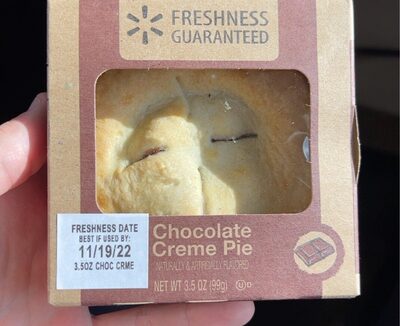 FRESHNESS
GUARANTEED
FRESHNESS DATE
BEST IF USED BY:
11/19/22
3.5OZ CHOC CRME
Chocolate
Creme Pie
NATURALLY & ARTIFICIALLY FLAVORED
NET WT 3.5 OZ (99g)